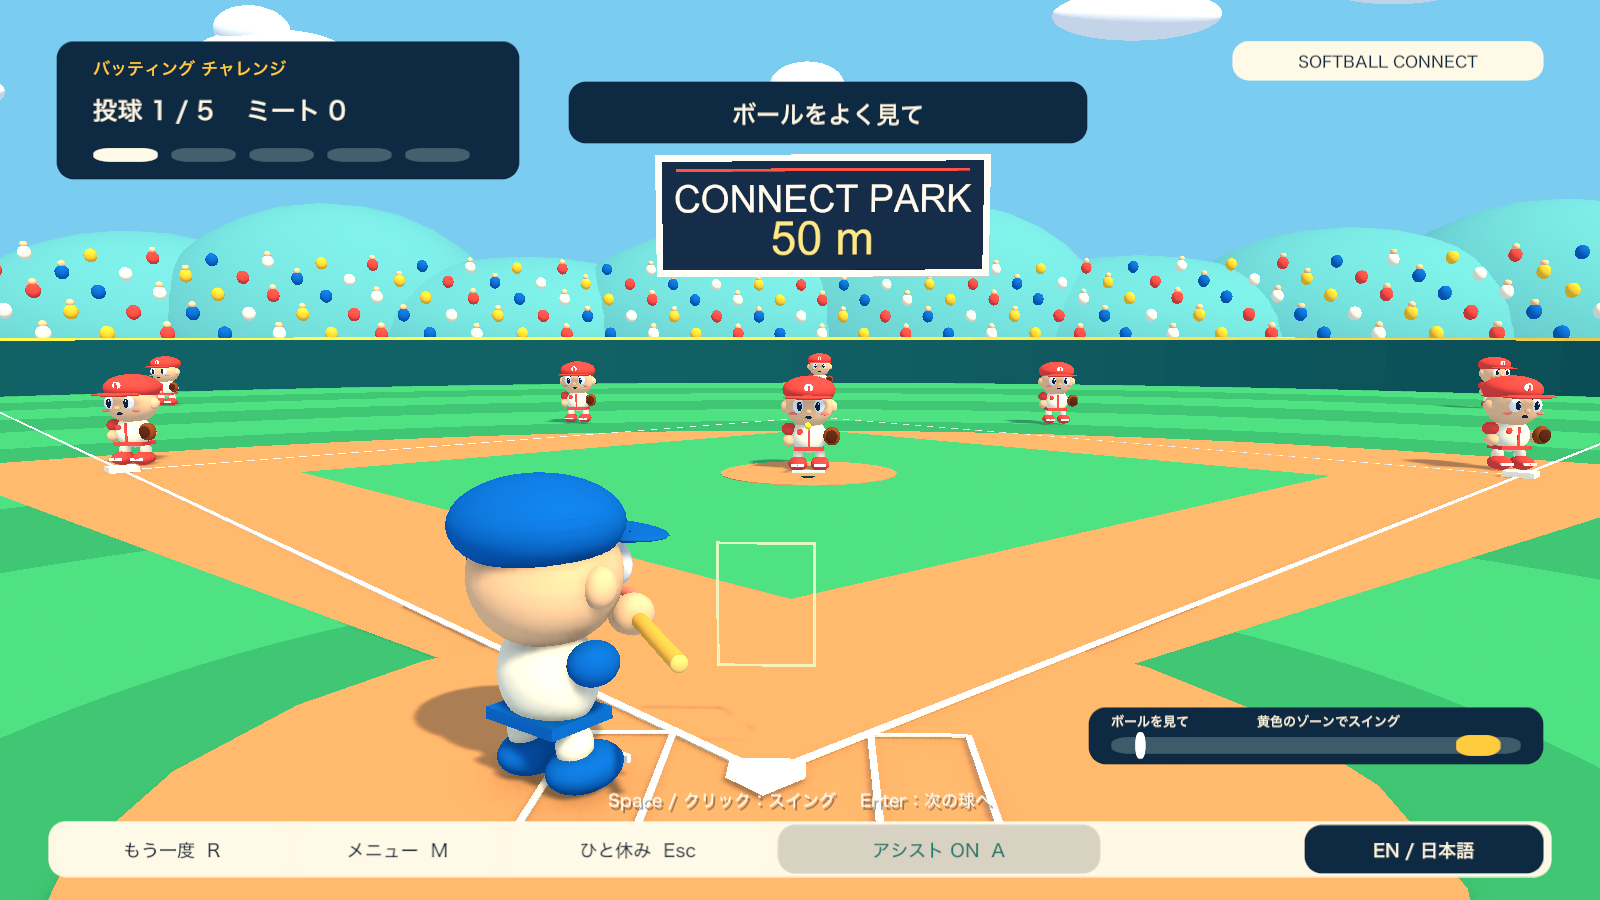 バッティング チャレンジ
投球 1 / 5 ミート 0
ボールをよく見て
SOFTBALL CONNECT
CONNECT PARK
50 m
ボールを見て 黄色のゾーンでスイング
Space / クリック：スイング Enter：次の球へ
もう一度 R メニュー M ひと休み Esc アシスト ON A EN / 日本語